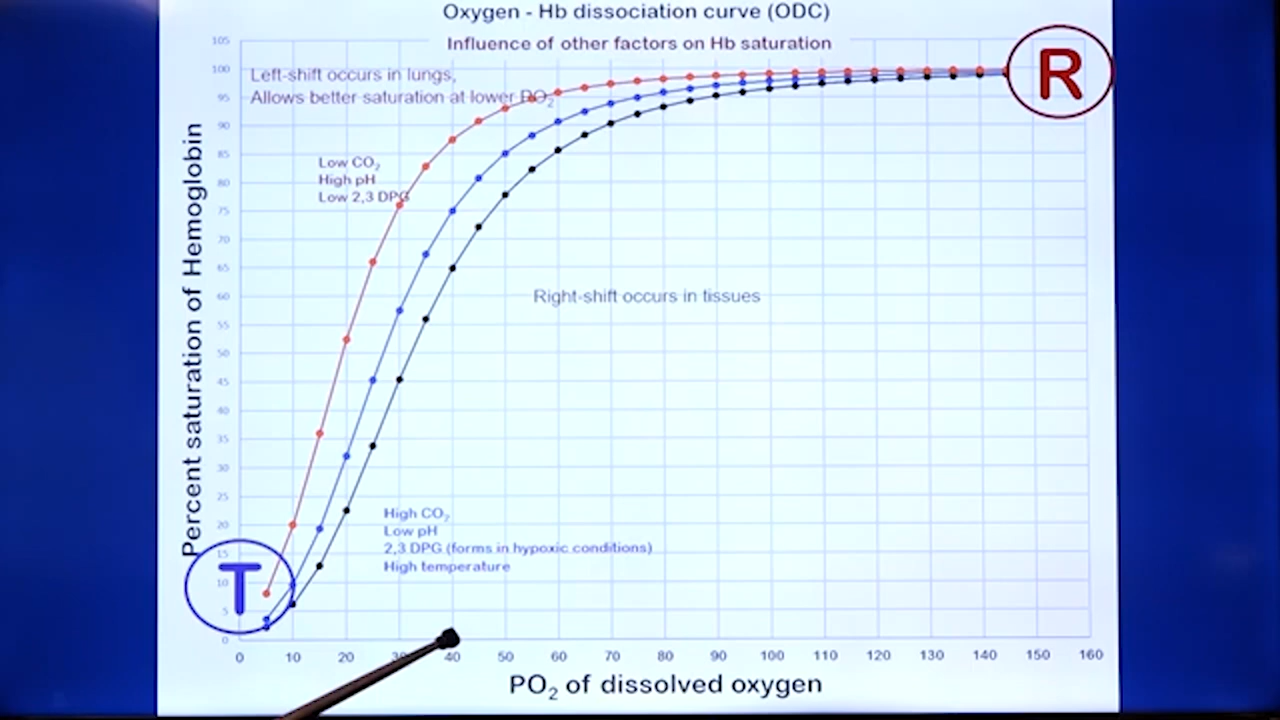 Oxygen - Hb dissociation curve (ODC)
Influence of other factors on Hb saturation
Left-shift occurs in lungs,
Allows better saturation at lower PO₂
Low CO₂
High pH
Low 2,3 DPG
Right-shift occurs in tissues
High CO₂
Low pH
2,3 DPG (forms in hypoxic conditions)
High temperature
R
T
Percent saturation of Hemoglobin
105
100
95
90
85
80
75
70
65
60
55
50
45
40
35
30
25
20
15
10
5
0
0 10 20 30 40 50 60 70 80 90 100 110 120 130 140 150 160
PO₂ of dissolved oxygen